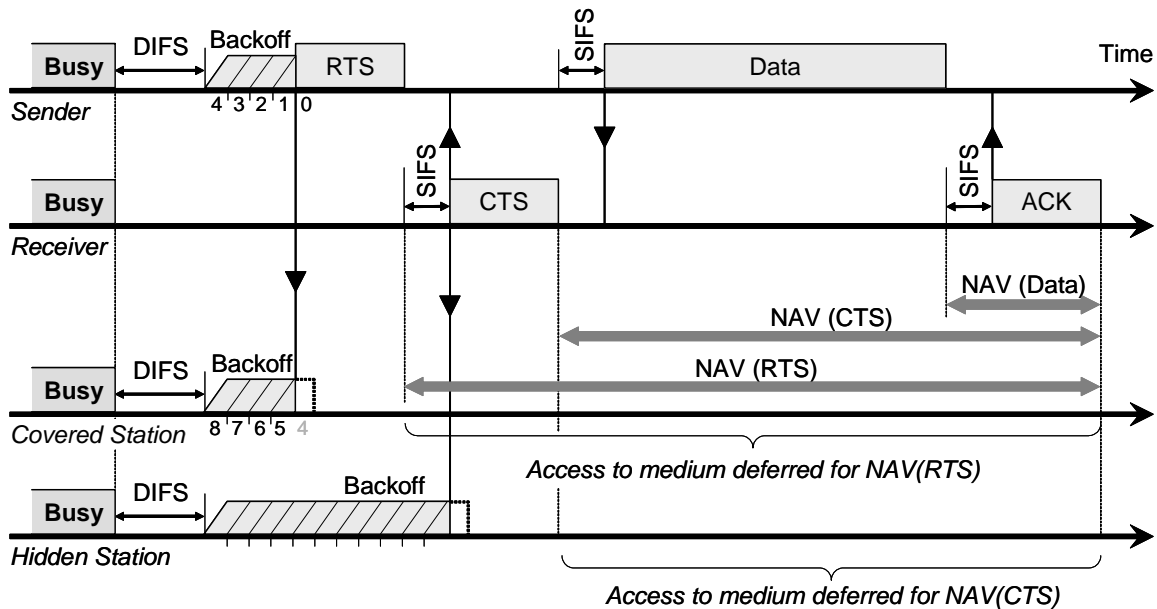 Busy
DIFS
Backoff
RTS
SIFS
Data
Time
4 3 2 1 0
Sender
Busy
SIFS
CTS
SIFS
ACK
Receiver
NAV (Data)
NAV (CTS)
NAV (RTS)
Busy
DIFS
Backoff
8 7 6 5 4
Covered Station
Access to medium deferred for NAV(RTS)
Busy
DIFS
Backoff
Hidden Station
Access to medium deferred for NAV(CTS)